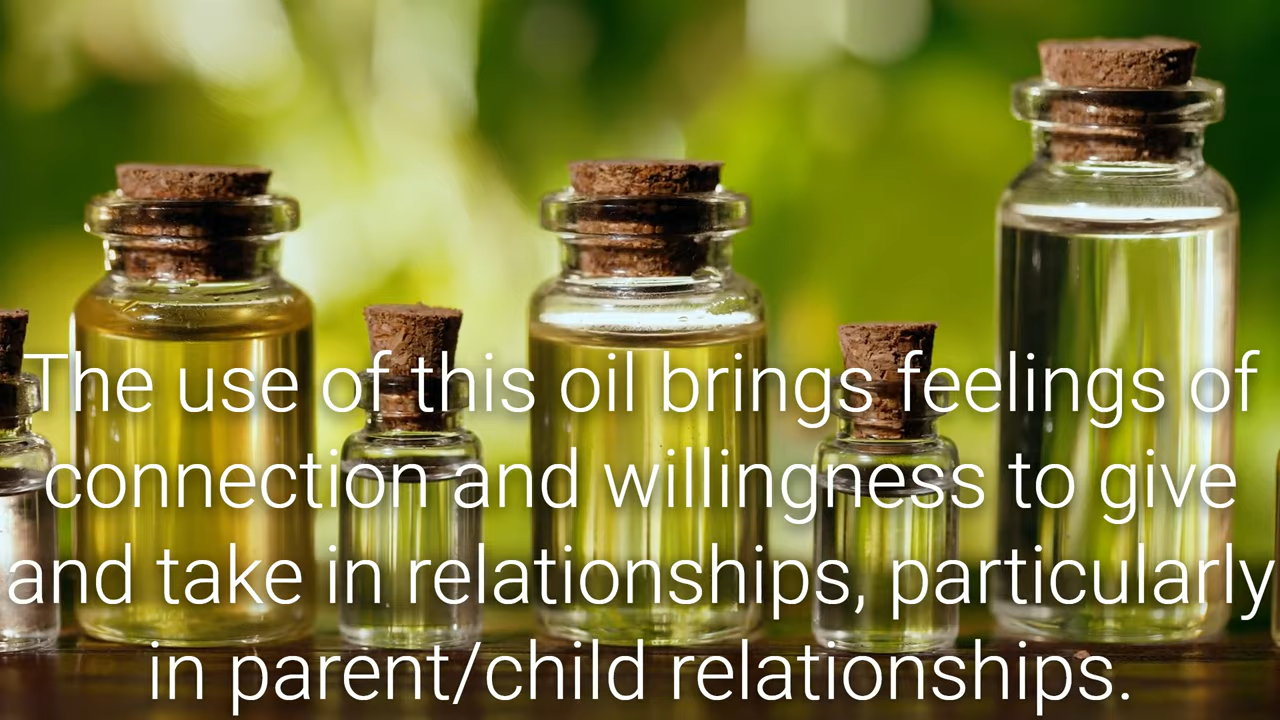 The use of this oil brings feelings of
connection and willingness to give
and take in relationships, particularly
in parent/child relationships.